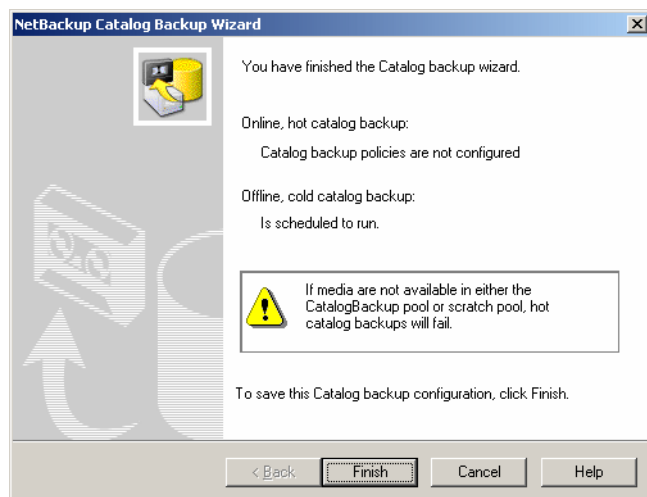 NetBackup Catalog Backup Wizard
You have finished the Catalog backup wizard.
Online, hot catalog backup:
Catalog backup policies are not configured
Offline, cold catalog backup:
Is scheduled to run.
If media are not available in either the
CatalogBackup pool or scratch pool, hot
catalog backups will fail.
To save this Catalog backup configuration, click Finish.
< Back
Finish
Cancel
Help